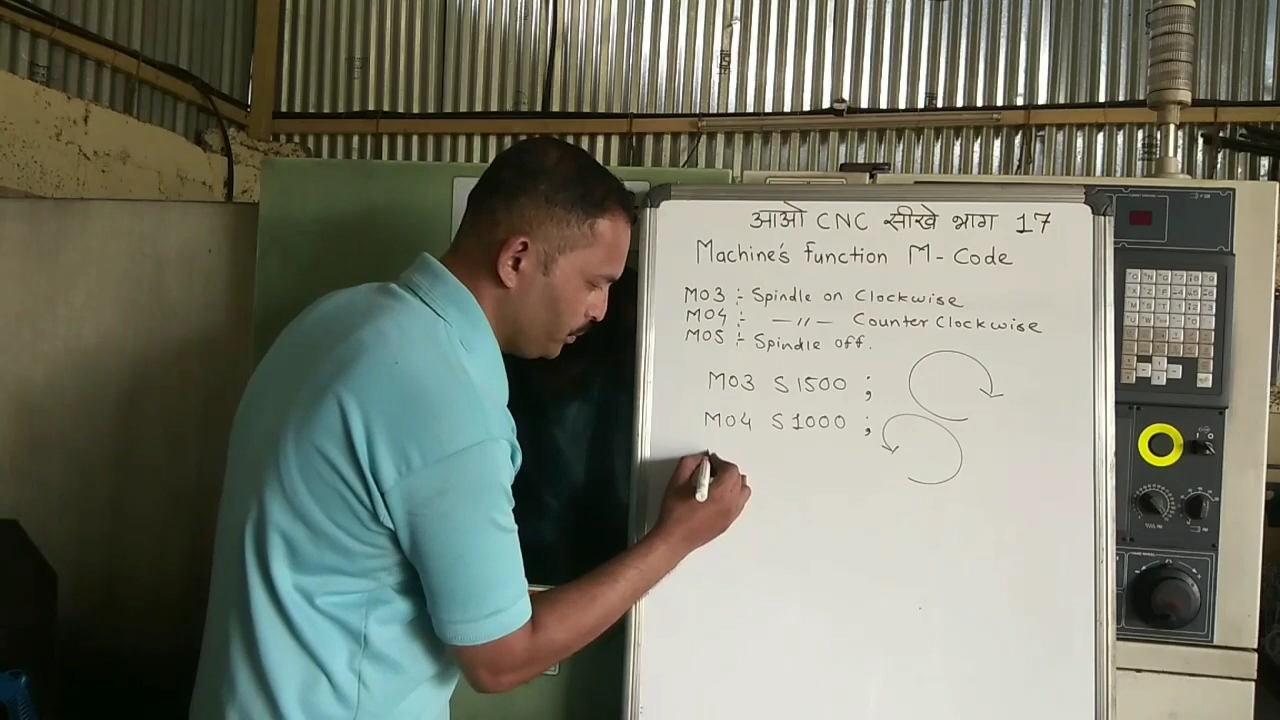 आओ CNC सीखे भाग 17
Machine's function M-Code
M03 :- Spindle on Clockwise
M04 :- —〃— Counter Clockwise
M05 :- Spindle off.
M03 S1500 ;
M04 S1000 ;